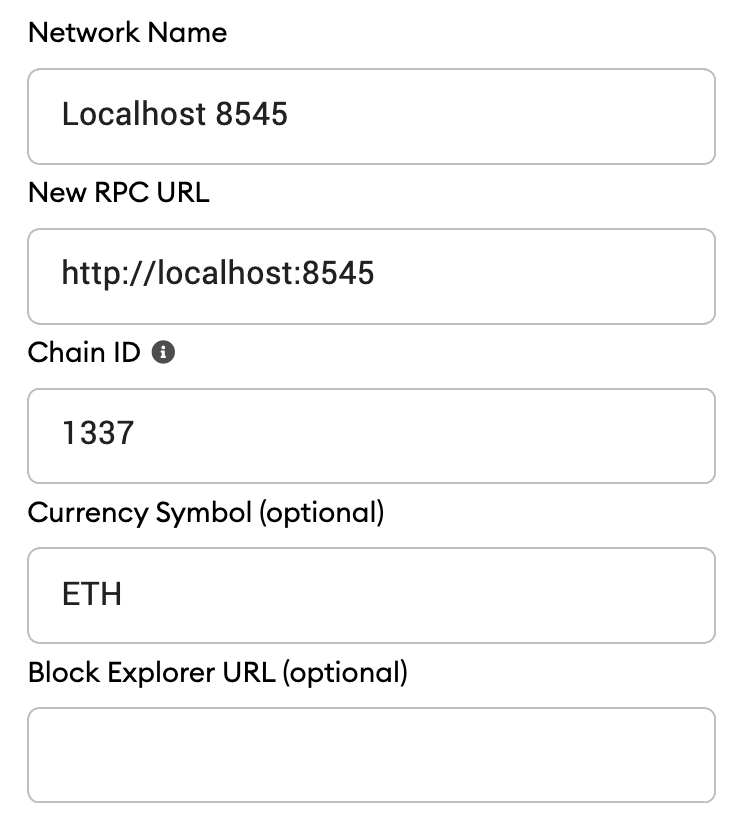 Network Name
Localhost 8545
New RPC URL
http://localhost:8545
Chain ID
1337
Currency Symbol (optional)
ETH
Block Explorer URL (optional)